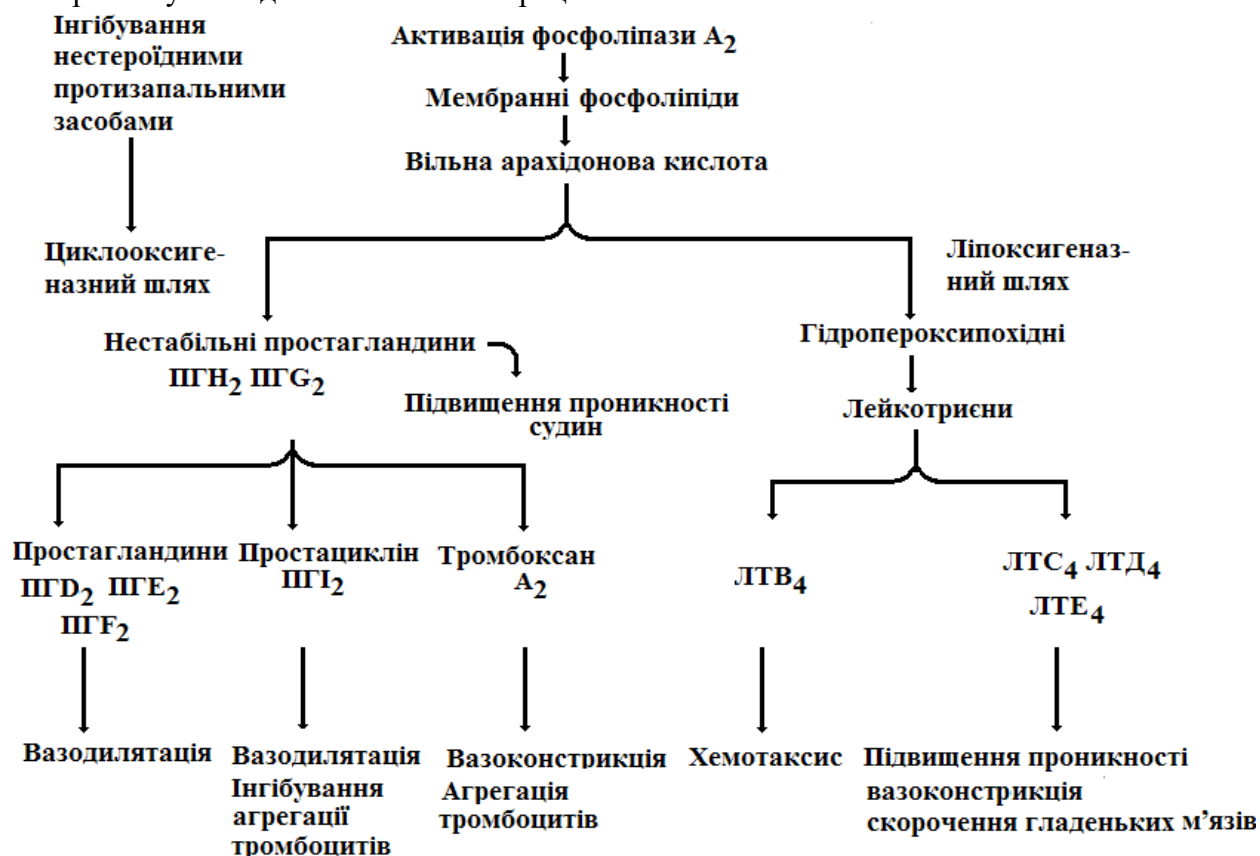 Інгібування
нестероїдними
протизапальними
засобами
Активація фосфоліпази А2
Мембранні фосфоліпіди
Вільна арахідонова кислота
Циклооксиге-
назний шлях
Ліпоксигеназ-
ний шлях
Нестабільні простагландини
ПГН2 ПГG2
Підвищення проникності
судин
Гідропероксипохідні
Лейкотриєни
Простагландини
ПГD2 ПГЕ2
ПГF2
Простациклін
ПГІ2
Тромбоксан
А2
ЛТВ4
ЛТС4 ЛТД4
ЛТЕ4
Вазодилятація
Вазодилятація
Інгібування
агрегації
тромбоцитів
Вазоконстрикція
Агрегація
тромбоцитів
Хемотаксис
Підвищення проникності
вазоконстрикція
скорочення гладеньких м’язів